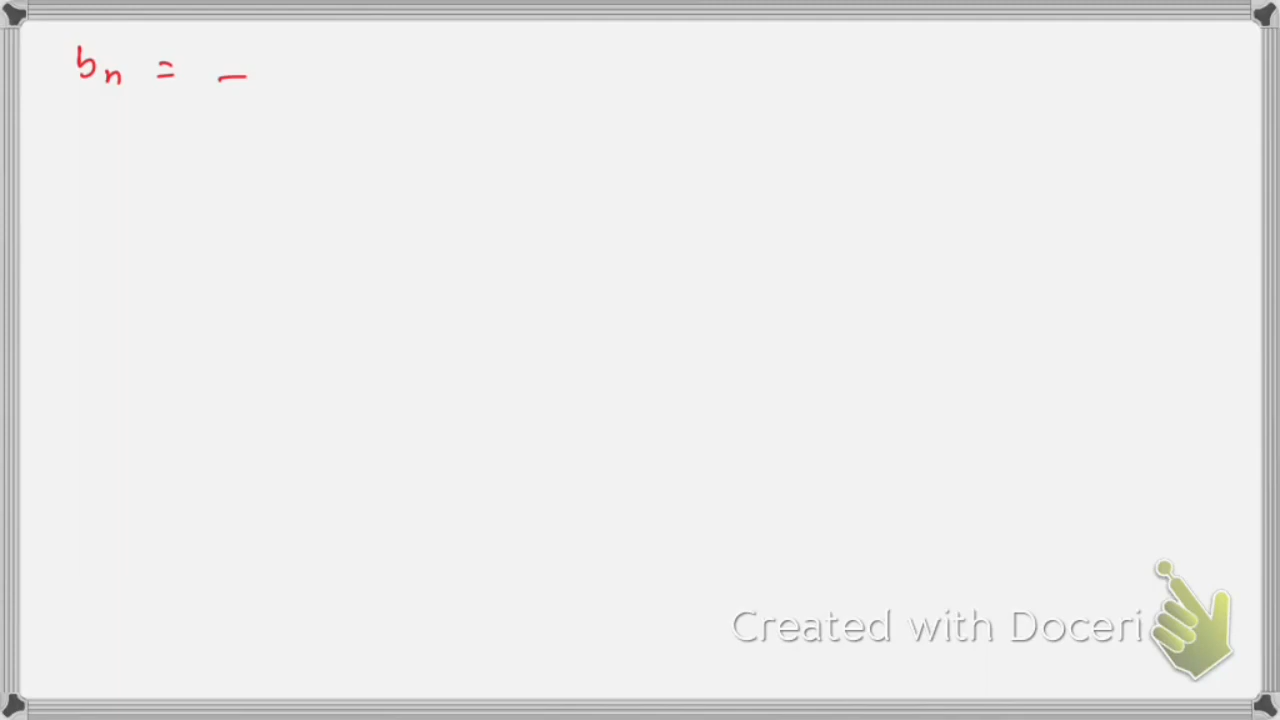 bₙ = –
Created with Doceri